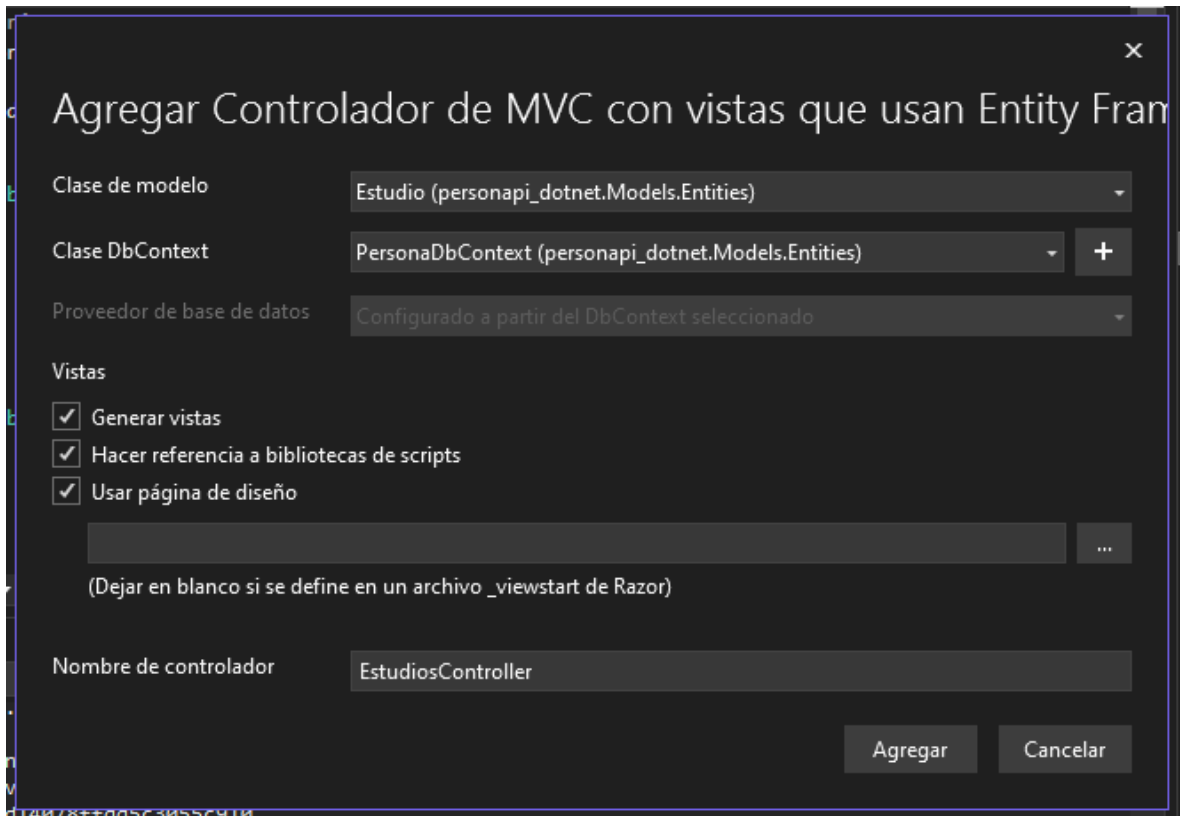 Agregar Controlador de MVC con vistas que usan Entity Fram
Clase de modelo
Estudio (personapi_dotnet.Models.Entities)
Clase DbContext
PersonaDbContext (personapi_dotnet.Models.Entities)
+
Proveedor de base de datos
Configurado a partir del DbContext seleccionado
Vistas
Generar vistas
Hacer referencia a bibliotecas de scripts
Usar página de diseño
...
(Dejar en blanco si se define en un archivo _viewstart de Razor)
Nombre de controlador
EstudiosController
Agregar
Cancelar